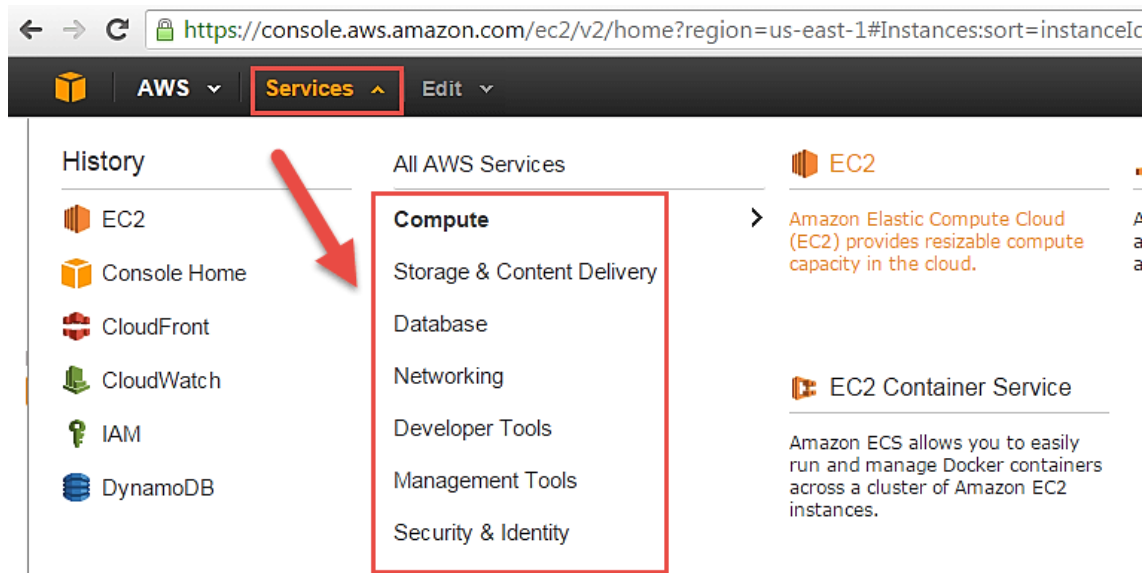 https://console.aws.amazon.com/ec2/v2/home?region=us-east-1#Instances:sort=instanceId
AWS Services Edit
History
EC2
Console Home
CloudFront
CloudWatch
IAM
DynamoDB
All AWS Services
Compute
Storage & Content Delivery
Database
Networking
Developer Tools
Management Tools
Security & Identity
EC2
Amazon Elastic Compute Cloud
(EC2) provides resizable compute
capacity in the cloud.
EC2 Container Service
Amazon ECS allows you to easily
run and manage Docker containers
across a cluster of Amazon EC2
instances.
A
a
a